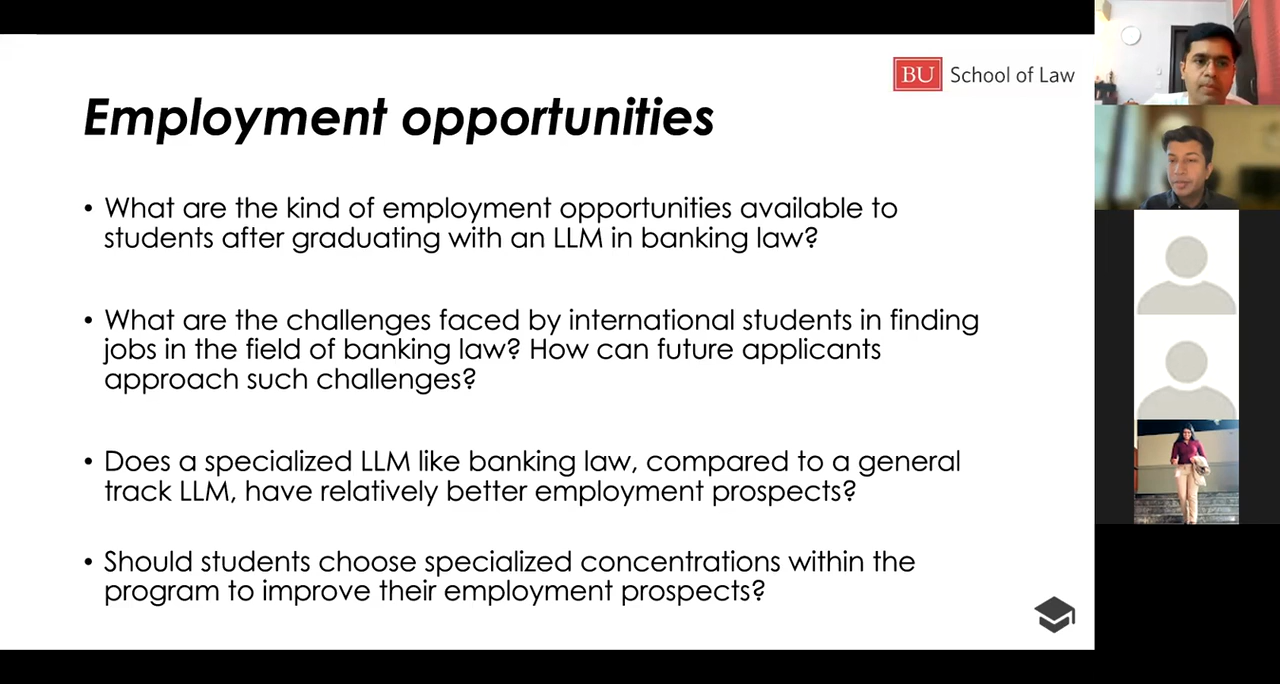 BU School of Law
Employment opportunities
• What are the kind of employment opportunities available to
students after graduating with an LLM in banking law?
• What are the challenges faced by international students in finding
jobs in the field of banking law? How can future applicants
approach such challenges?
• Does a specialized LLM like banking law, compared to a general
track LLM, have relatively better employment prospects?
• Should students choose specialized concentrations within the
program to improve their employment prospects?